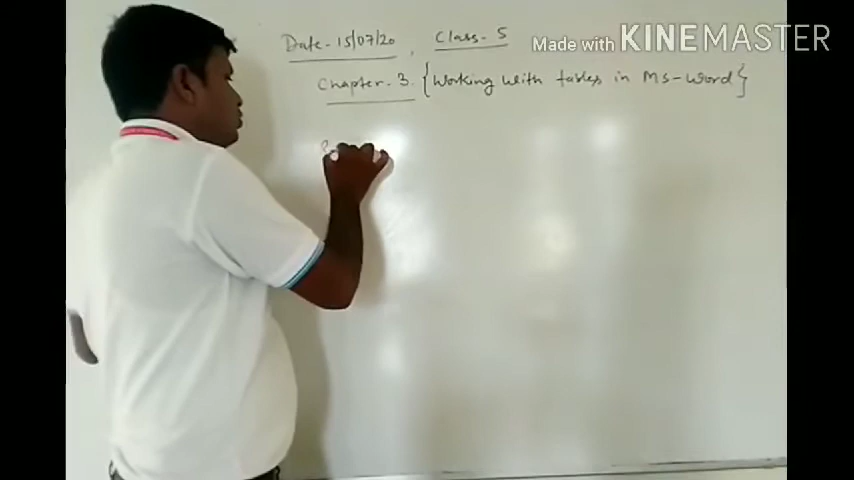 Date - 15/07/20, Class - 5
Made with KINEMASTER
Chapter - 3. {Working With tables in MS-Word}